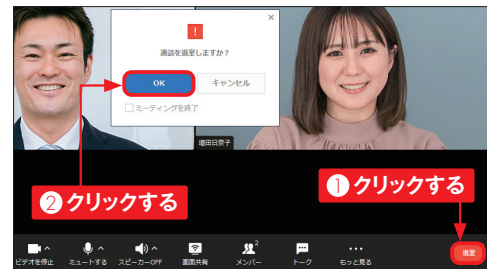 通話を退室しますか？
OK
キャンセル
ミーティングを終了
増田日奈子
② クリックする
① クリックする
ビデオを停止
ミュートする
スピーカーOFF
画面共有
2
メンバー
トーク
もっと見る
退室